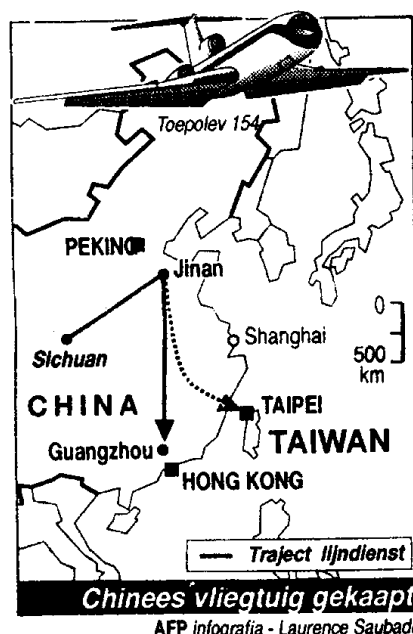 Toepolev 154
PEKING
Jinan
Shanghai
0
500
km
Sichuan
CHINA
TAIPEI
TAIWAN
Guangzhou
HONG KONG
Traject lijndienst
Chinees vliegtuig gekaapt
AFP infografia - Laurence Saubad